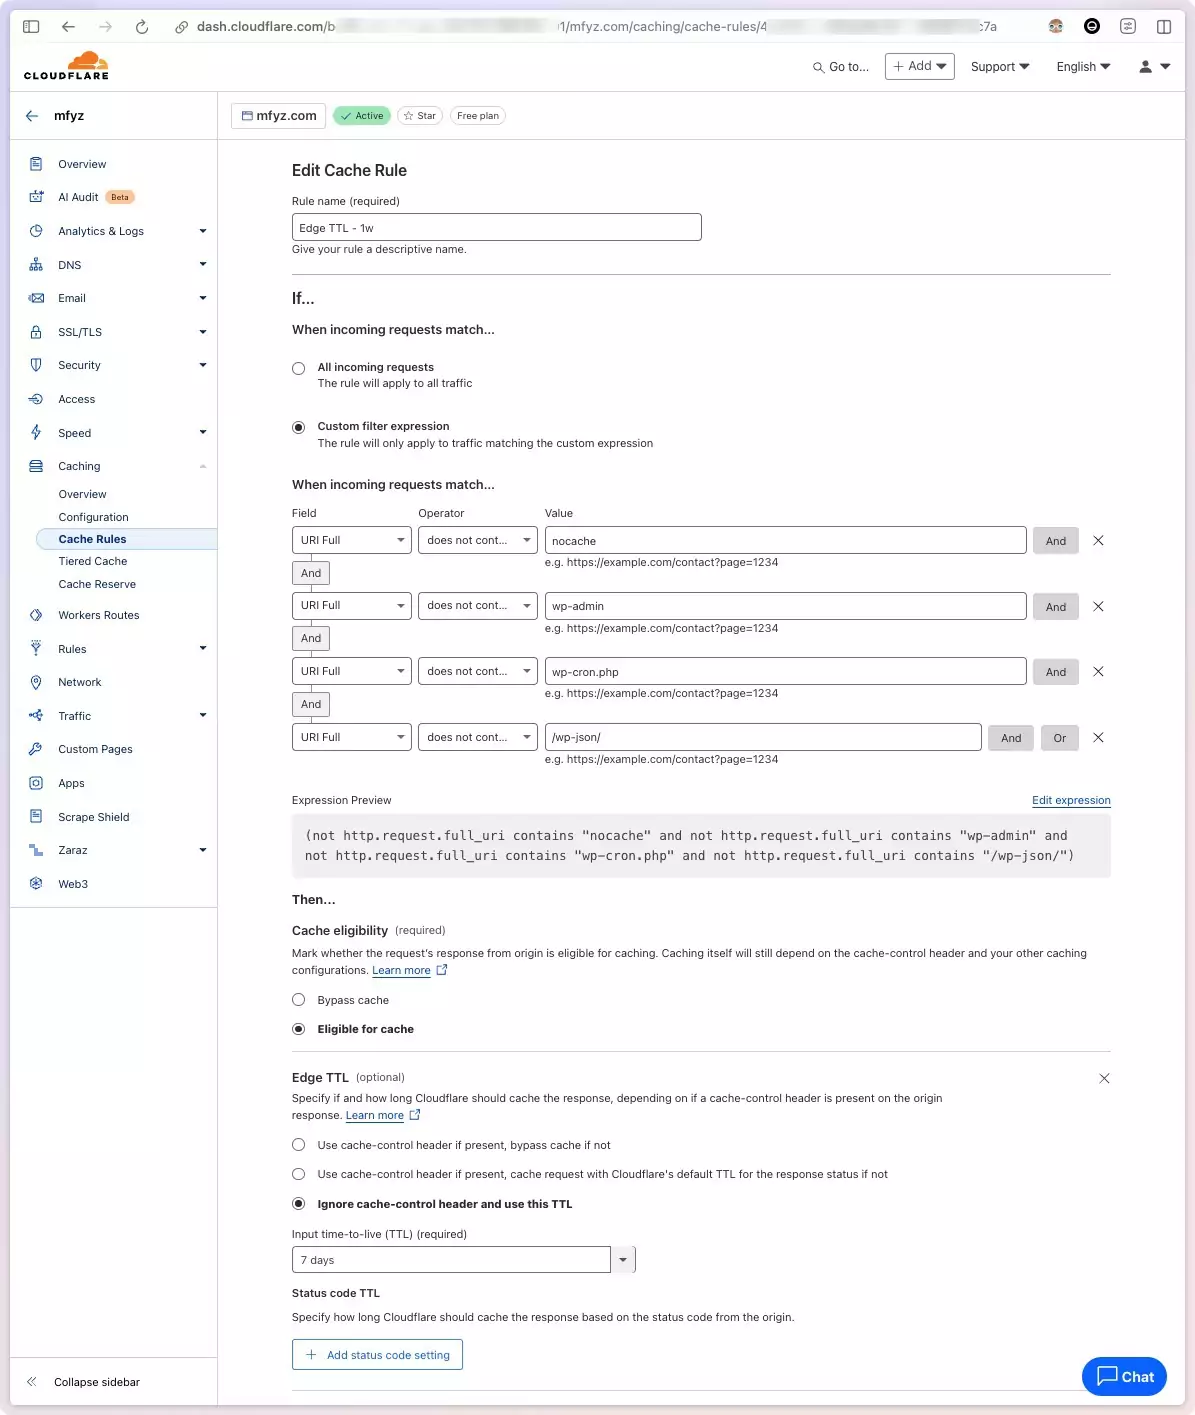 dash.cloudflare.com/b
1/mfyz.com/caching/cache-rules/4
c7a
CLOUDFLARE
Go to...
+ Add
Support
English
mfyz
mfyz.com
Active
Star
Free plan
Overview
AI Audit
Beta
Analytics & Logs
DNS
Email
SSL/TLS
Security
Access
Speed
Caching
Overview
Configuration
Cache Rules
Tiered Cache
Cache Reserve
Workers Routes
Rules
Network
Traffic
Custom Pages
Apps
Scrape Shield
Zaraz
Web3
Collapse sidebar
Edit Cache Rule
Rule name (required)
Edge TTL - 1w
Give your rule a descriptive name.
If...
When incoming requests match...
All incoming requests
The rule will apply to all traffic
Custom filter expression
The rule will only apply to traffic matching the custom expression
When incoming requests match...
Field Operator Value
URI Full does not cont... nocache And
e.g. https://example.com/contact?page=1234
And
URI Full does not cont... wp-admin And
e.g. https://example.com/contact?page=1234
And
URI Full does not cont... wp-cron.php And
e.g. https://example.com/contact?page=1234
And
URI Full does not cont... /wp-json/ And Or
e.g. https://example.com/contact?page=1234
Expression Preview
Edit expression
(not http.request.full_uri contains "nocache" and not http.request.full_uri contains "wp-admin" and
not http.request.full_uri contains "wp-cron.php" and not http.request.full_uri contains "/wp-json/")
Then...
Cache eligibility (required)
Mark whether the request's response from origin is eligible for caching. Caching itself will still depend on the cache-control header and your other caching
configurations. Learn more
Bypass cache
Eligible for cache
Edge TTL (optional)
Specify if and how long Cloudflare should cache the response, depending on if a cache-control header is present on the origin
response. Learn more
Use cache-control header if present, bypass cache if not
Use cache-control header if present, cache request with Cloudflare's default TTL for the response status if not
Ignore cache-control header and use this TTL
Input time-to-live (TTL) (required)
7 days
Status code TTL
Specify how long Cloudflare should cache the response based on the status code from the origin.
+ Add status code setting
Chat